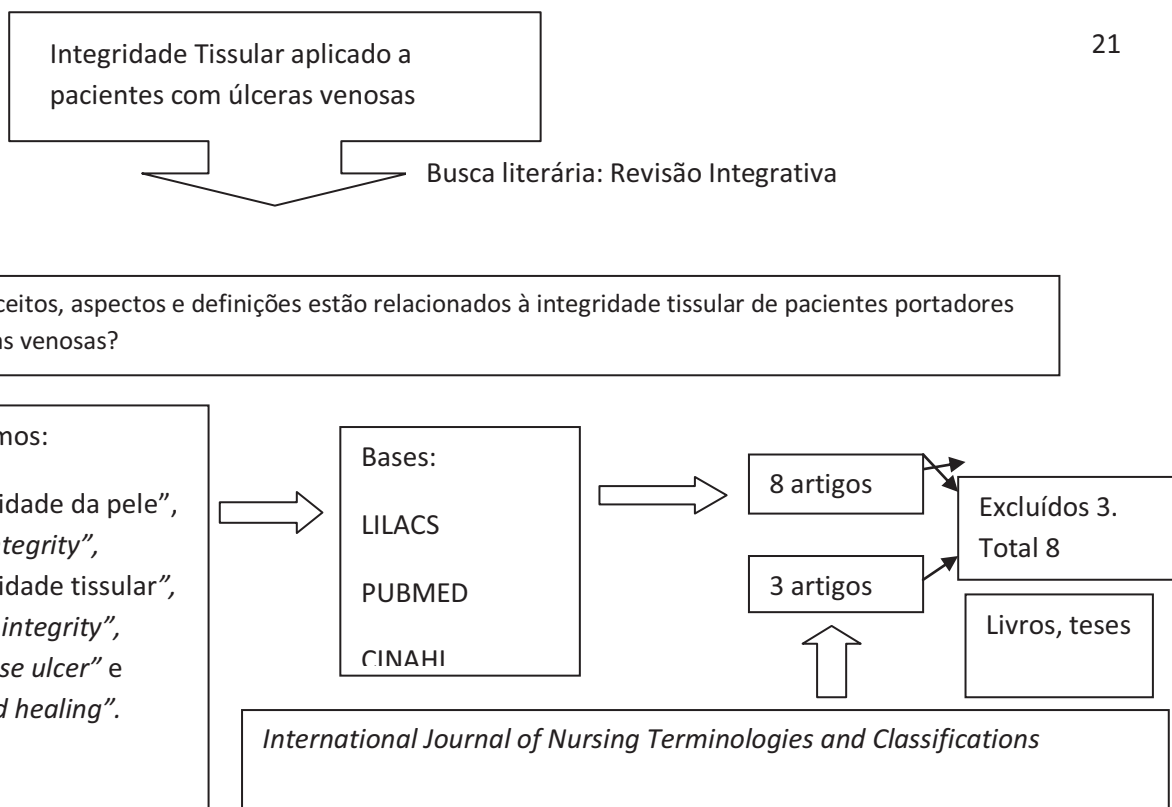 21
Integridade Tissular aplicado a
pacientes com úlceras venosas
Busca literária: Revisão Integrativa
ceitos, aspectos e definições estão relacionados à integridade tissular de pacientes portadores
as venosas?
mos:
idade da pele”,
ntegrity”,
idade tissular”,
integrity”,
se ulcer” e
d healing”.
Bases:
LILACS
PUBMED
CINAHL
8 artigos
3 artigos
Excluídos 3.
Total 8
Livros, teses
International Journal of Nursing Terminologies and Classifications